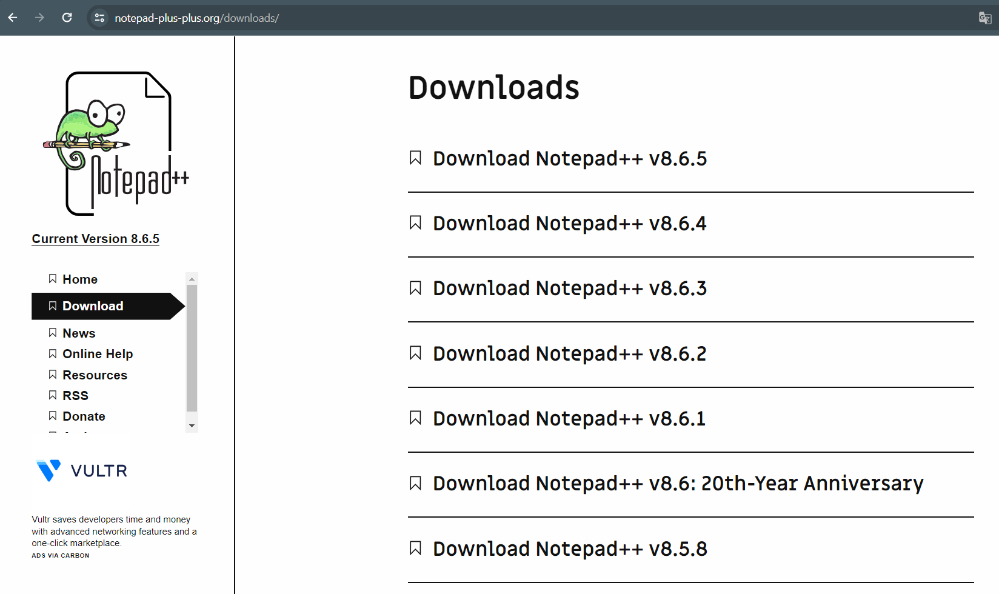 notepad-plus-plus.org/downloads/
Notepad++
Current Version 8.6.5
Home
Download
News
Online Help
Resources
RSS
Donate
VULTR
Vultr saves developers time and money
with advanced networking features and a
one-click marketplace.
ADS VIA CARBON
Downloads
Download Notepad++ v8.6.5
Download Notepad++ v8.6.4
Download Notepad++ v8.6.3
Download Notepad++ v8.6.2
Download Notepad++ v8.6.1
Download Notepad++ v8.6: 20th-Year Anniversary
Download Notepad++ v8.5.8